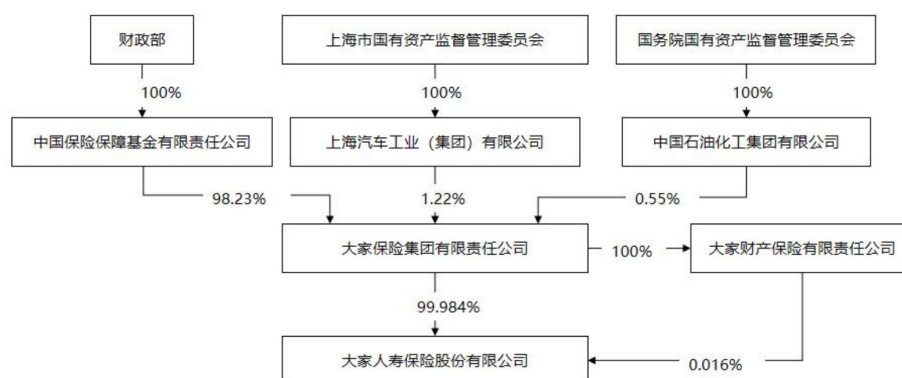 财政部
上海市国有资产监督管理委员会
国务院国有资产监督管理委员会
100%
100%
100%
中国保险保障基金有限责任公司
上海汽车工业（集团）有限公司
中国石油化工集团有限公司
98.23%
1.22%
0.55%
大家保险集团有限责任公司
100%
大家财产保险有限责任公司
99.984%
大家人寿保险股份有限公司
0.016%